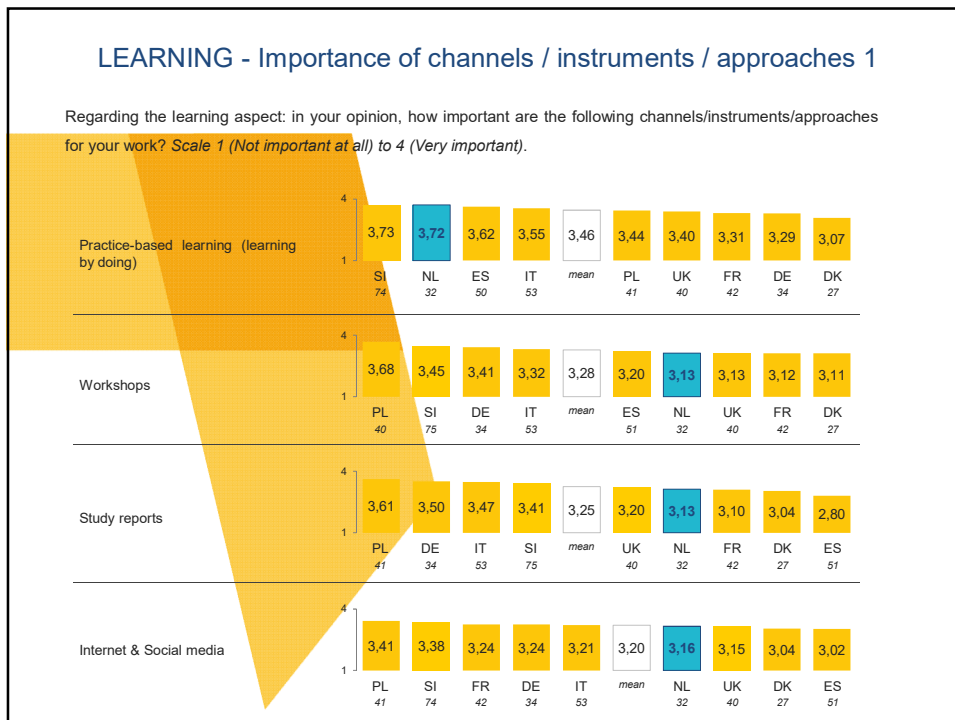 LEARNING - Importance of channels / instruments / approaches 1
Regarding the learning aspect: in your opinion, how important are the following channels/instruments/approaches
for your work? Scale 1 (Not important at all) to 4 (Very important).
Practice-based learning (learning
by doing)
4
1
3,73 3,72 3,62 3,55 3,46 3,44 3,40 3,31 3,29 3,07
SI NL ES IT mean PL UK FR DE DK
74 32 50 53 41 40 42 34 27
Workshops
4
1
3,68 3,45 3,41 3,32 3,28 3,20 3,13 3,13 3,12 3,11
PL SI DE IT mean ES NL UK FR DK
40 75 34 53 51 32 40 42 27
Study reports
4
1
3,61 3,50 3,47 3,41 3,25 3,20 3,13 3,10 3,04 2,80
PL DE IT SI mean UK NL FR DK ES
41 34 53 75 40 32 42 27 51
Internet & Social media
4
1
3,41 3,38 3,24 3,24 3,21 3,20 3,16 3,15 3,04 3,02
PL SI FR DE IT mean NL UK DK ES
41 74 42 34 53 32 40 27 51